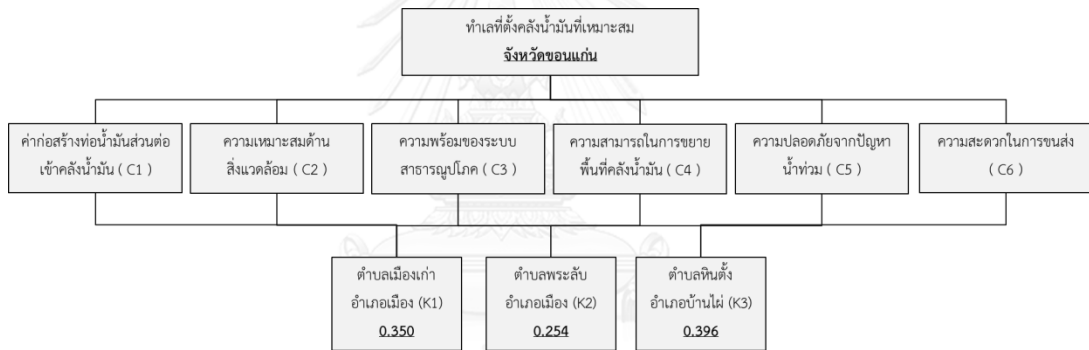 ทำเลที่ตั้งคลังน้ำมันที่เหมาะสม
จังหวัดขอนแก่น
ค่าก่อสร้างท่อน้ำมันส่วนต่อ
เข้าคลังน้ำมัน ( C1 )
ความเหมาะสมด้าน
สิ่งแวดล้อม ( C2 )
ความพร้อมของระบบ
สาธารณูปโภค ( C3 )
ความสามารถในการขยาย
พื้นที่คลังน้ำมัน ( C4 )
ความปลอดภัยจากปัญหา
น้ำท่วม ( C5 )
ความสะดวกในการขนส่ง
( C6 )
ตำบลเมืองเก่า
อำเภอเมือง (K1)
0.350
ตำบลพระลับ
อำเภอเมือง (K2)
0.254
ตำบลหินตั้ง
อำเภอบ้านไผ่ (K3)
0.396